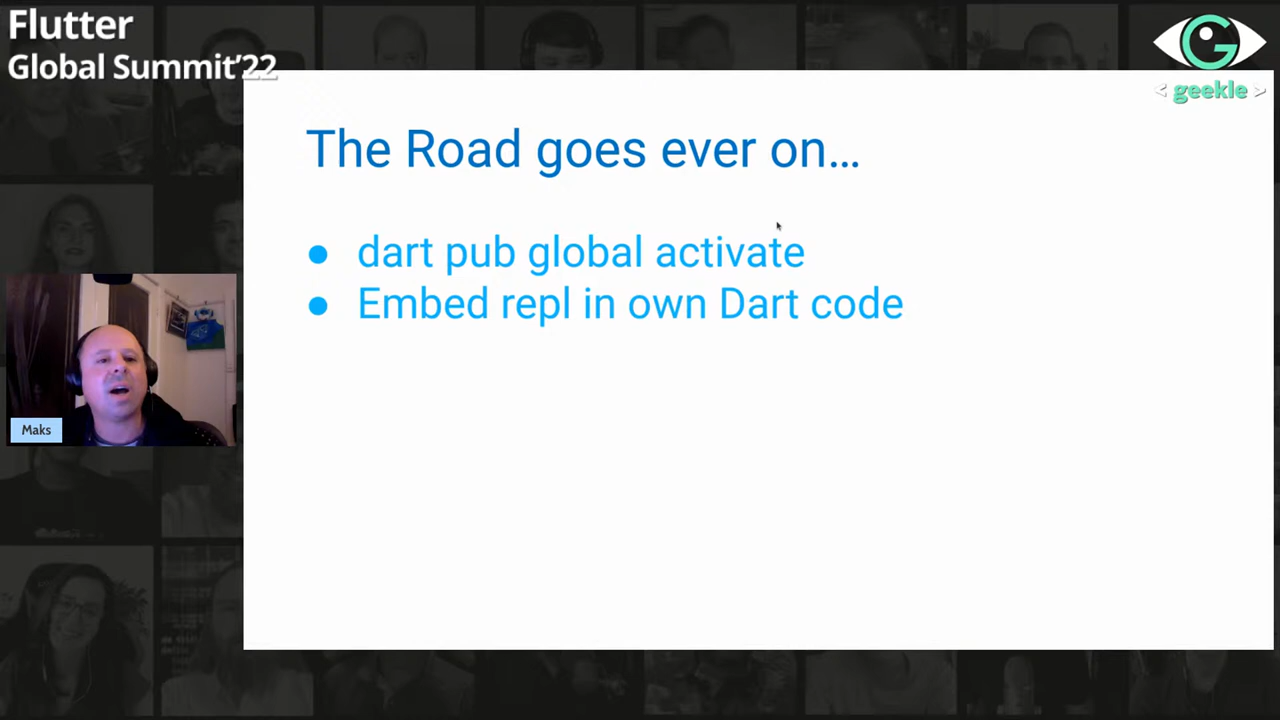 Flutter
Global Summit'22
< geekle >
The Road goes ever on…
● dart pub global activate
● Embed repl in own Dart code
Maks